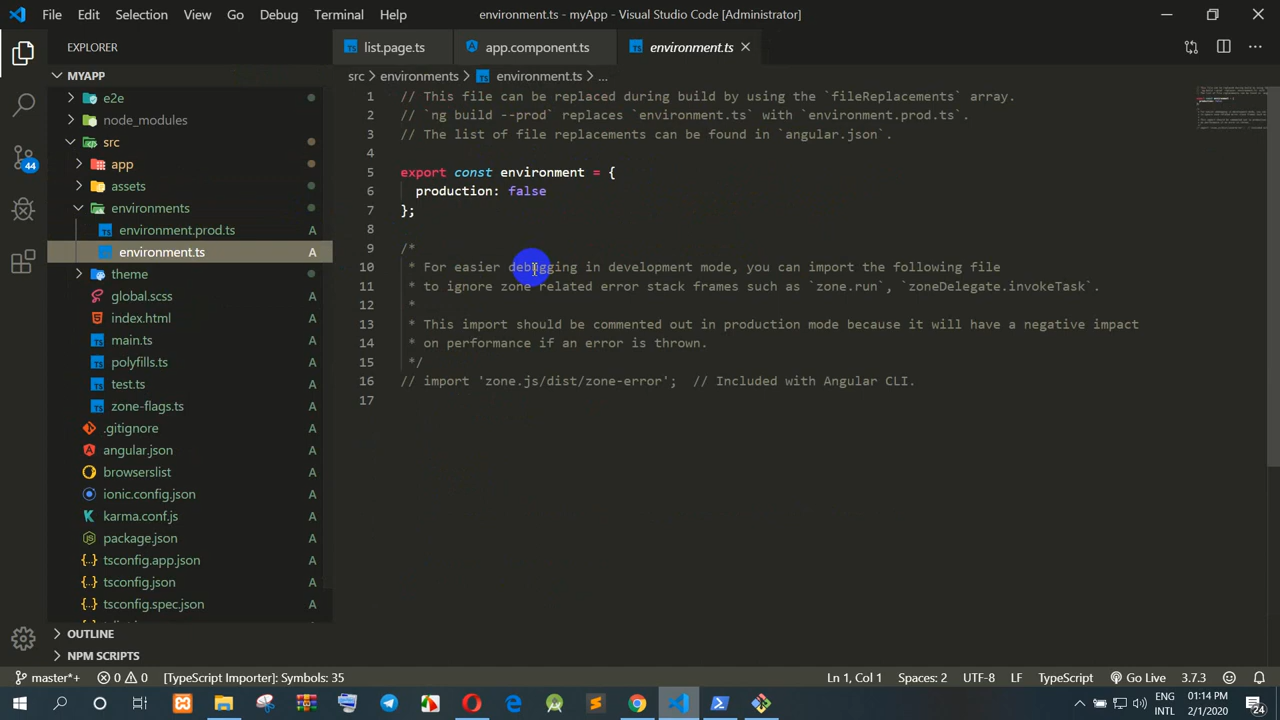 File Edit Selection View Go Debug Terminal Help environment.ts - myApp - Visual Studio Code [Administrator]
EXPLORER
MYAPP
e2e
node_modules
src
app
assets
environments
environment.prod.ts A
environment.ts A
theme
global.scss A
index.html A
main.ts A
polyfills.ts A
test.ts A
zone-flags.ts A
.gitignore A
angular.json A
browserslist A
ionic.config.json A
karma.conf.js A
package.json A
tsconfig.app.json A
tsconfig.json A
tsconfig.spec.json A
OUTLINE
NPM SCRIPTS
44
list.page.ts app.component.ts environment.ts
src > environments > environment.ts > ...
1 // This file can be replaced during build by using the `fileReplacements` array.
2 // `ng build --prod` replaces `environment.ts` with `environment.prod.ts`.
3 // The list of file replacements can be found in `angular.json`.
4
5 export const environment = {
6 production: false
7 };
8
9 /*
10 * For easier debugging in development mode, you can import the following file
11 * to ignore zone related error stack frames such as `zone.run`, `zoneDelegate.invokeTask`.
12 *
13 * This import should be commented out in production mode because it will have a negative impact
14 * on performance if an error is thrown.
15 */
16 // import 'zone.js/dist/zone-error'; // Included with Angular CLI.
17
master*+ 0 0 [TypeScript Importer]: Symbols: 35 Ln 1, Col 1 Spaces: 2 UTF-8 LF TypeScript Go Live 3.7.3
ENG 01:14 PM
INTL 2/1/2020 24